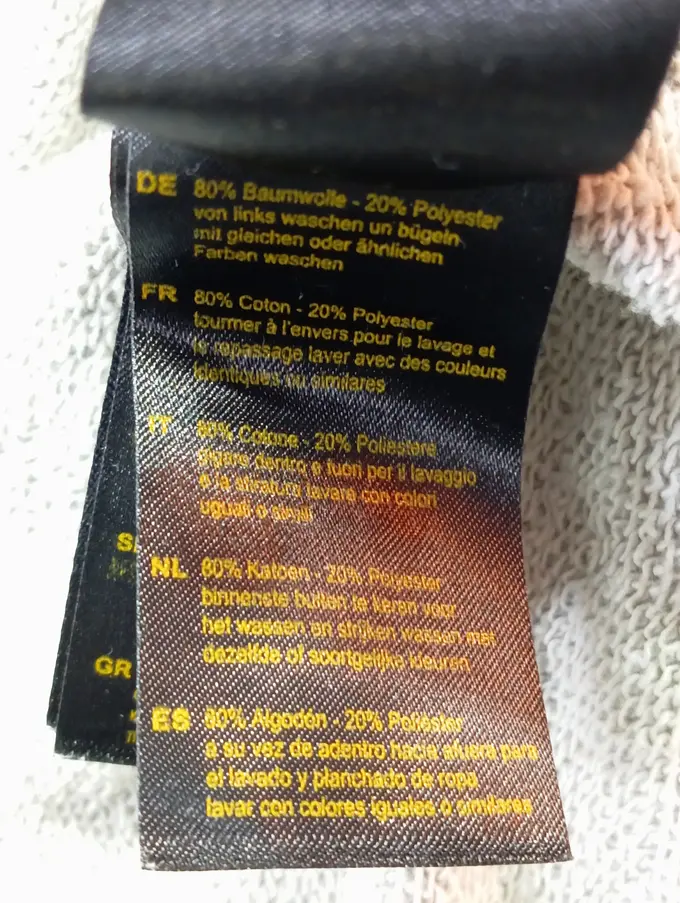 DE 80% Baumwolle - 20% Polyester
von links waschen un bügeln
mit gleichen oder ähnlichen
Farben waschen
FR 80% Coton - 20% Polyester
tourner à l'envers pour le lavage et
le repassage laver avec des couleurs
identiques ou similares
IT 80% Cotone - 20% Poliestere
girare dentro e fuori per il lavaggio
e la stiratura lavare con colori
uguali o simili
NL 80% Katoen - 20% Polyester
binnenste buiten te keren voor
het wassen en strijken wassen met
dezelfde of soortgelijke kleuren
ES 80% Algodón - 20% Poliéster
a su vez de adentro hacia afuera para
el lavado y planchado de ropa
lavar con colores iguales o similares
GR